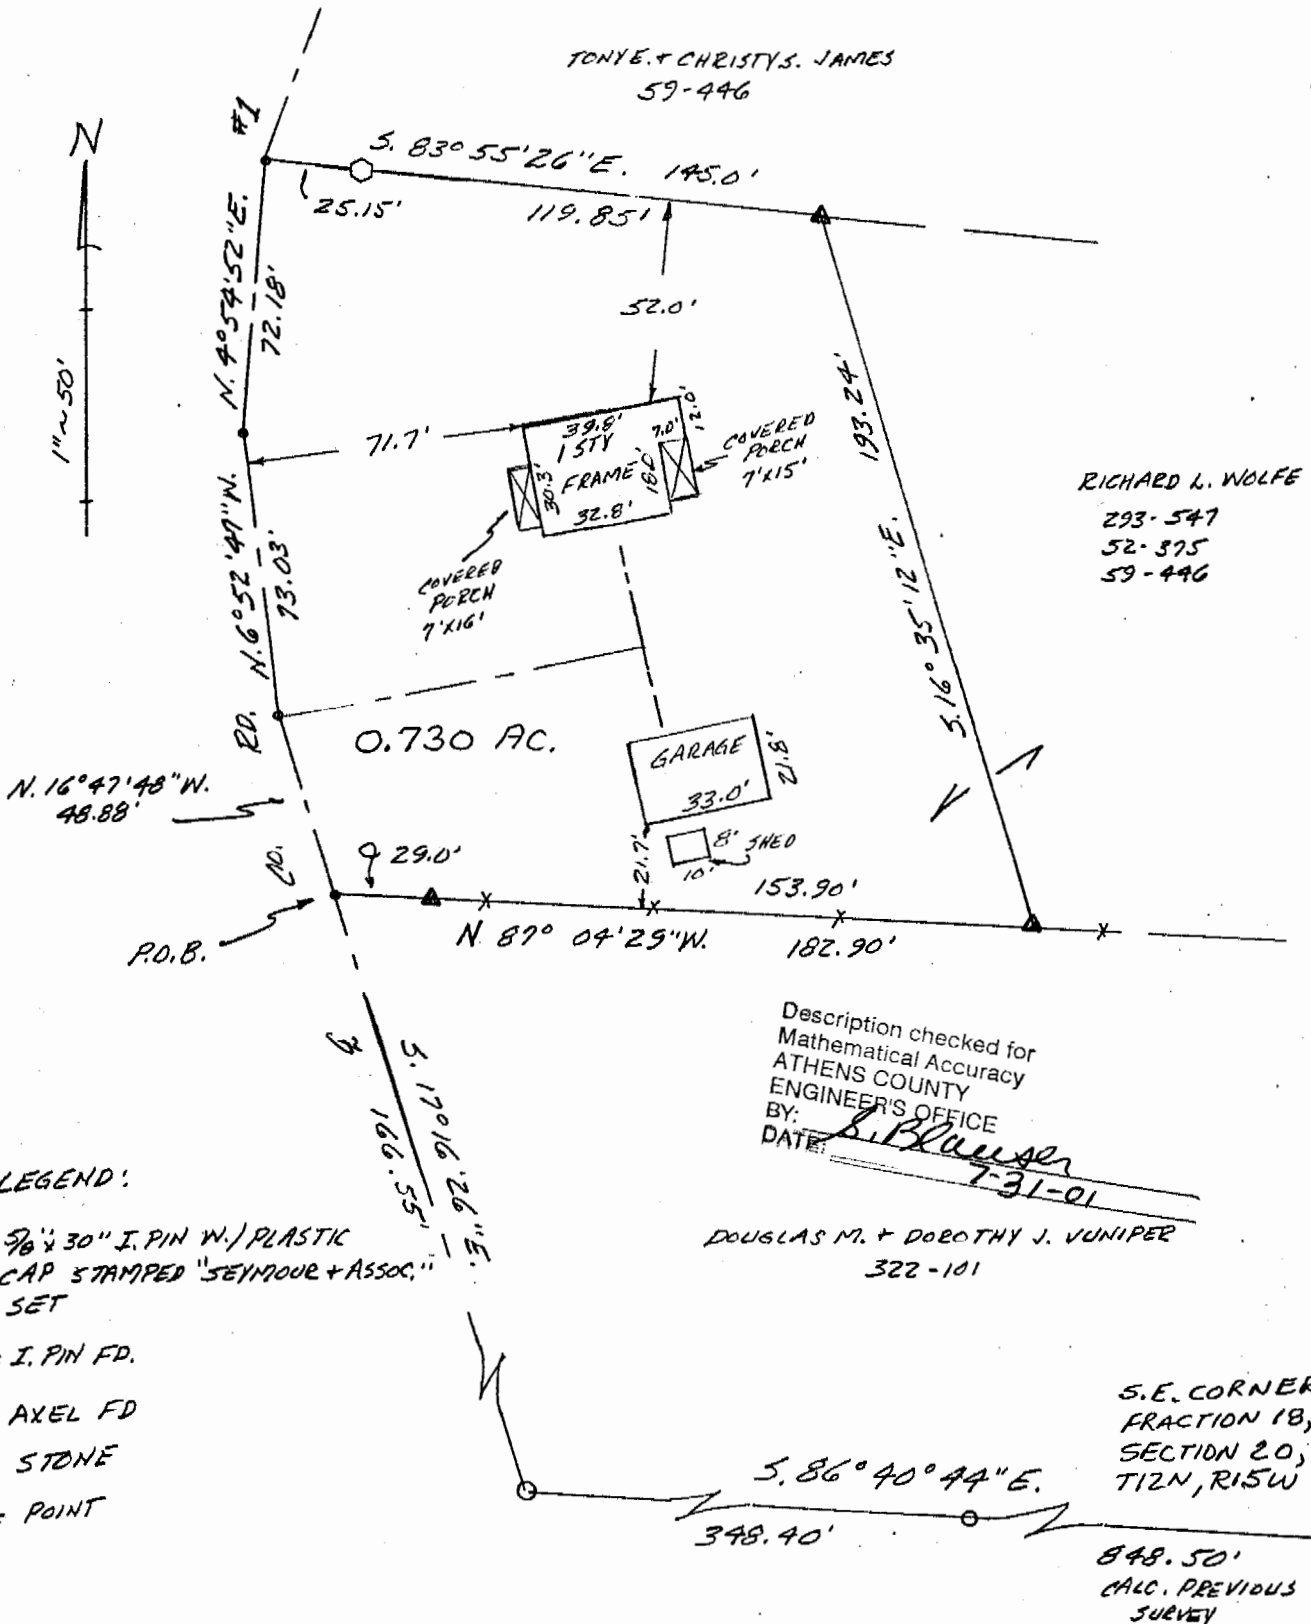 TONY E. + CHRISTY S. JAMES
59-446
N
#1
S. 83° 55' 26" E. 145.0'
25.15'
119.85'
N. 4° 54' 52" E.
72.18'
52.0'
1" ~ 50'
71.7'
39.8'
1 STY
FRAME
30.3'
32.8'
18.0'
7.0'
12.0'
COVERED
PORCH
7'X15'
193.24'
S. 16° 35' 12" E.
RICHARD L. WOLFE
293-547
52-375
59-446
N. 6° 52' 47" W.
73.03'
COVERED
PORCH
7'X16'
RD.
0.730 AC.
GARAGE
33.0'
21.8'
N. 16° 47' 48" W.
48.88'
CO.
29.0'
21.7'
8' SHED
10'
153.90'
P.O.B.
N. 87° 04' 29" W.
182.90'
S. 17° 16' 26" E.
166.55'
Description checked for
Mathematical Accuracy
ATHENS COUNTY
ENGINEER'S OFFICE
BY: S. Blauser
DATE: 7-31-01
LEGEND:
5/8" x 30" I. PIN W./ PLASTIC
CAP STAMPED "SEYMOUR + ASSOC."
SET
I. PIN FD.
AXEL FD
STONE
= POINT
DOUGLAS M. + DOROTHY J. JUNIPER
322-101
S.E. CORNER
FRACTION 18,
SECTION 20,
T12N, R15W
S. 86° 40° 44" E.
348.40'
848.50'
CALC. PREVIOUS
SURVEY